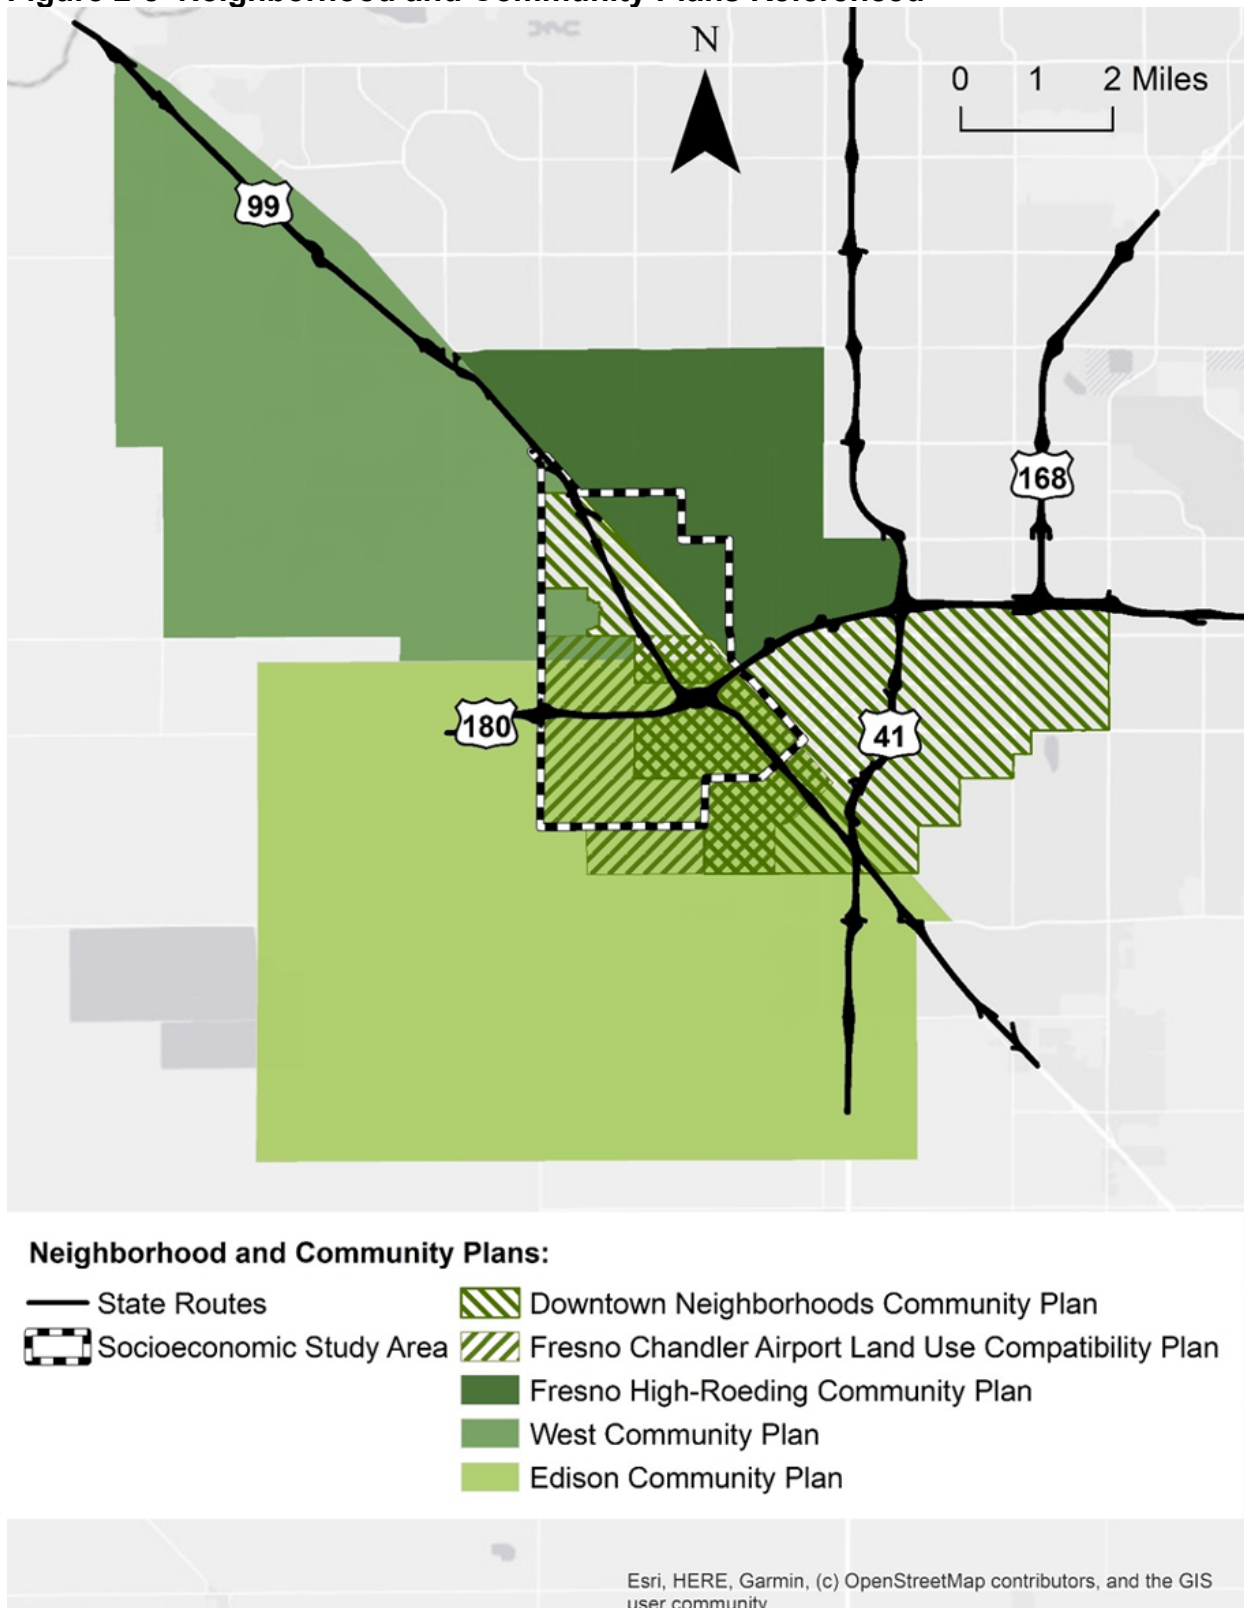 Figure 2-3 Neighborhood and Community Plans Referenced
N
0 1 2 Miles
99
168
180
41
Neighborhood and Community Plans:
State Routes
Socioeconomic Study Area
Downtown Neighborhoods Community Plan
Fresno Chandler Airport Land Use Compatibility Plan
Fresno High-Roeding Community Plan
West Community Plan
Edison Community Plan
Esri, HERE, Garmin, (c) OpenStreetMap contributors, and the GIS
user community